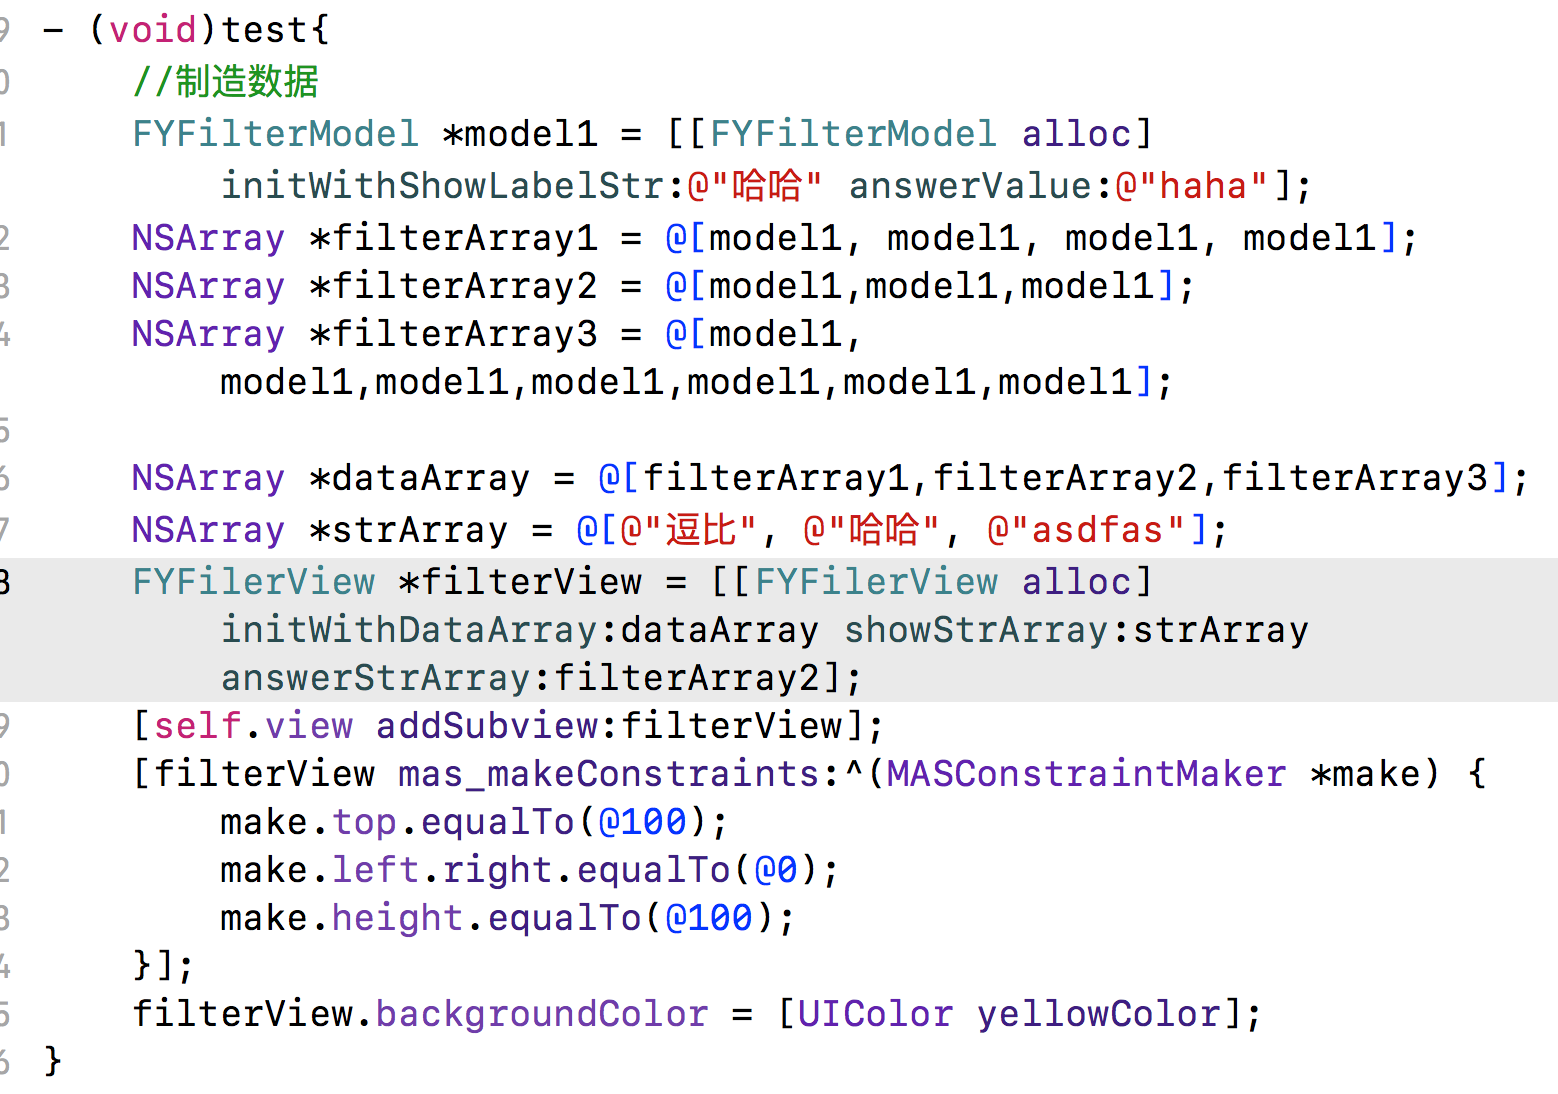 9 - (void)test{
0 //制造数据
1 FYFilterModel *model1 = [[FYFilterModel alloc]
initWithShowLabelStr:@"哈哈" answerValue:@"haha"];
2 NSArray *filterArray1 = @[model1, model1, model1, model1];
3 NSArray *filterArray2 = @[model1,model1,model1];
4 NSArray *filterArray3 = @[model1,
model1,model1,model1,model1,model1,model1];
5
6 NSArray *dataArray = @[filterArray1,filterArray2,filterArray3];
7 NSArray *strArray = @[@"逗比", @"哈哈", @"asdfas"];
8 FYFilerView *filterView = [[FYFilerView alloc]
initWithDataArray:dataArray showStrArray:strArray
answerStrArray:filterArray2];
9 [self.view addSubview:filterView];
0 [filterView mas_makeConstraints:^(MASConstraintMaker *make) {
1 make.top.equalTo(@100);
2 make.left.right.equalTo(@0);
3 make.height.equalTo(@100);
4 }];
5 filterView.backgroundColor = [UIColor yellowColor];
6 }